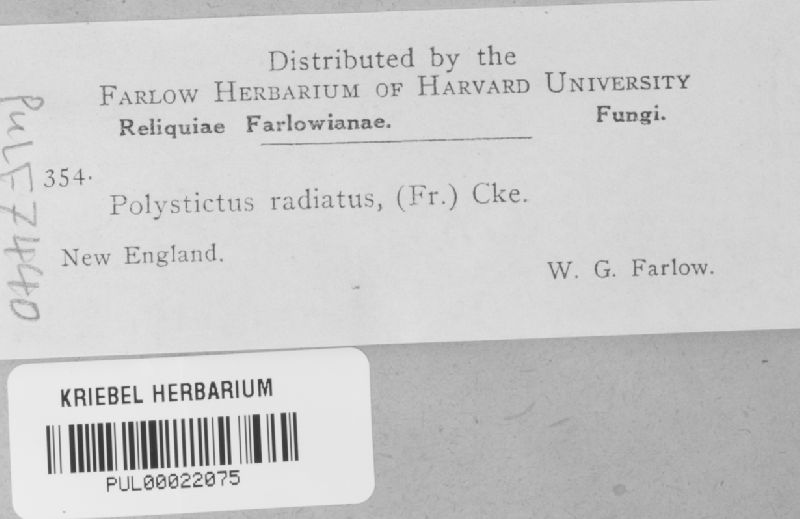 Distributed by the
FARLOW HERBARIUM OF HARVARD UNIVERSITY
Reliquiae Farlowianae. Fungi.
354.
Polystictus radiatus, (Fr.) Cke.
New England.
W. G. Farlow.
PulF7440
KRIEBEL HERBARIUM
PUL00022075